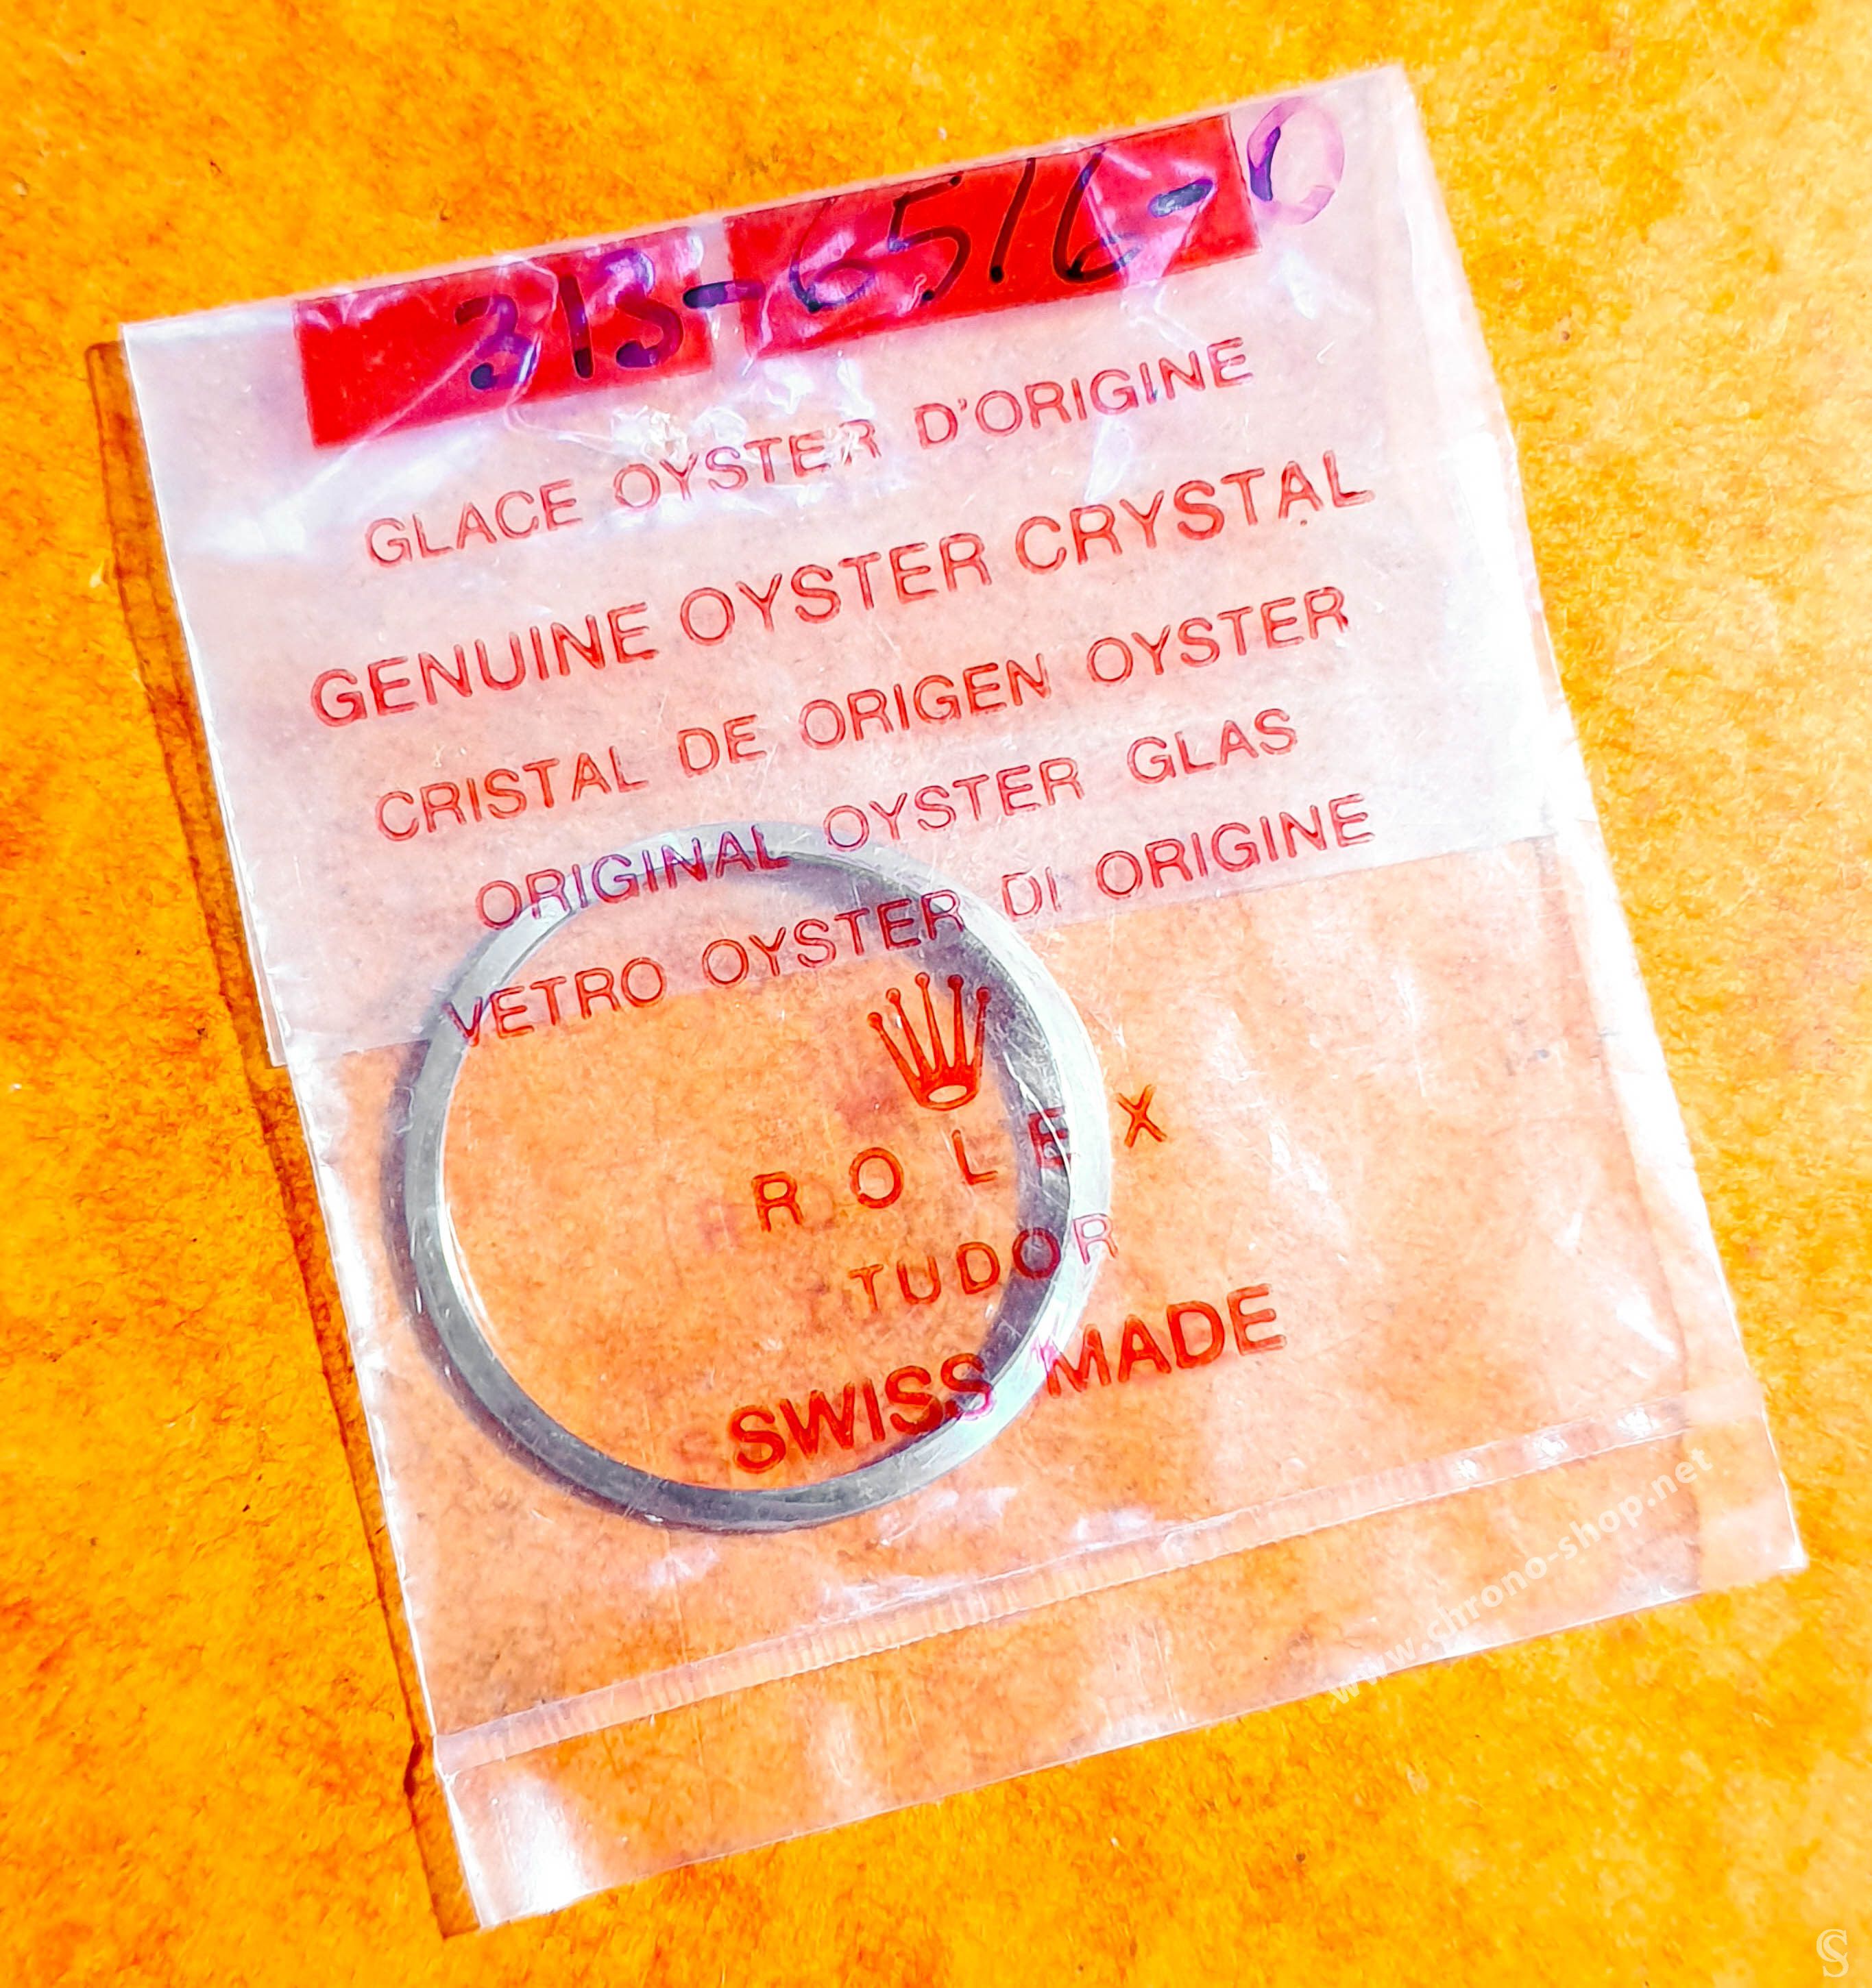 313-6516-0
GLACE OYSTER D'ORIGINE
GENUINE OYSTER CRYSTAL
CRISTAL DE ORIGEN OYSTER
ORIGINAL OYSTER GLAS
VETRO OYSTER DI ORIGINE
ROLEX
TUDOR
SWISS MADE
www.chrono-shop.net